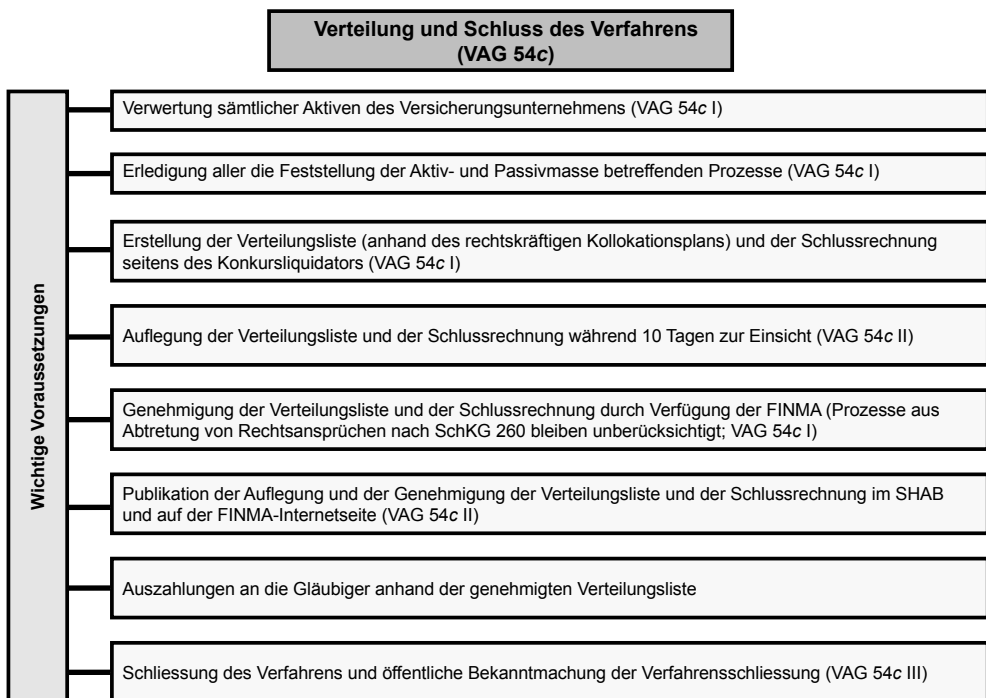 Verteilung und Schluss des Verfahrens
(VAG 54c)
Wichtige Voraussetzungen
Verwertung sämtlicher Aktiven des Versicherungsunternehmens (VAG 54c I)
Erledigung aller die Feststellung der Aktiv- und Passivmasse betreffenden Prozesse (VAG 54c I)
Erstellung der Verteilungsliste (anhand des rechtskräftigen Kollokationsplans) und der Schlussrechnung
seitens des Konkursliquidators (VAG 54c I)
Auflegung der Verteilungsliste und der Schlussrechnung während 10 Tagen zur Einsicht (VAG 54c II)
Genehmigung der Verteilungsliste und der Schlussrechnung durch Verfügung der FINMA (Prozesse aus
Abtretung von Rechtsansprüchen nach SchKG 260 bleiben unberücksichtigt; VAG 54c I)
Publikation der Auflegung und der Genehmigung der Verteilungsliste und der Schlussrechnung im SHAB
und auf der FINMA-Internetseite (VAG 54c II)
Auszahlungen an die Gläubiger anhand der genehmigten Verteilungsliste
Schliessung des Verfahrens und öffentliche Bekanntmachung der Verfahrensschliessung (VAG 54c III)